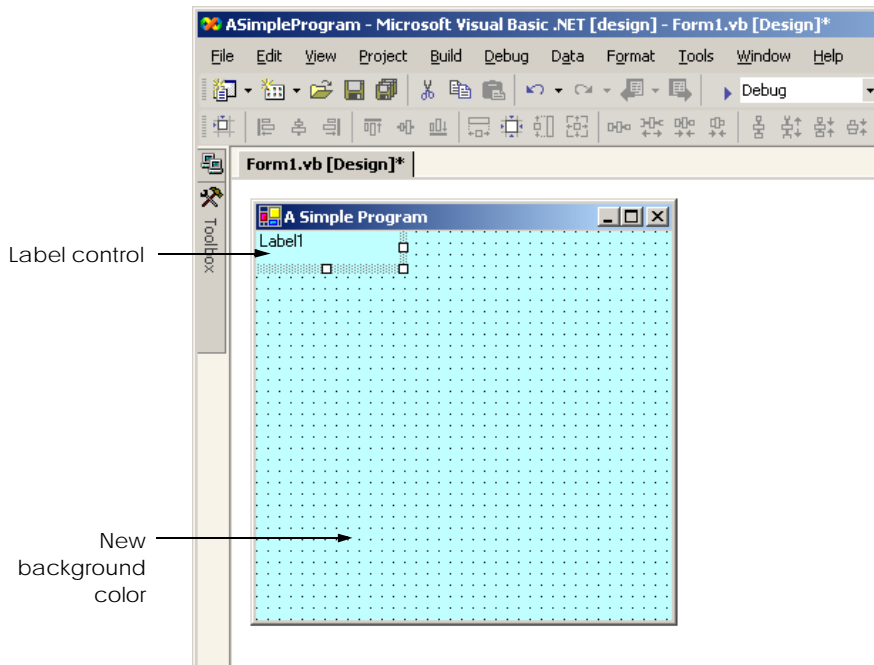 ASimpleProgram - Microsoft Visual Basic .NET [design] - Form1.vb [Design]*
File Edit View Project Build Debug Data Format Tools Window Help
Debug
Form1.vb [Design]*
Toolbox
A Simple Program
Label1
Label control
New
background
color